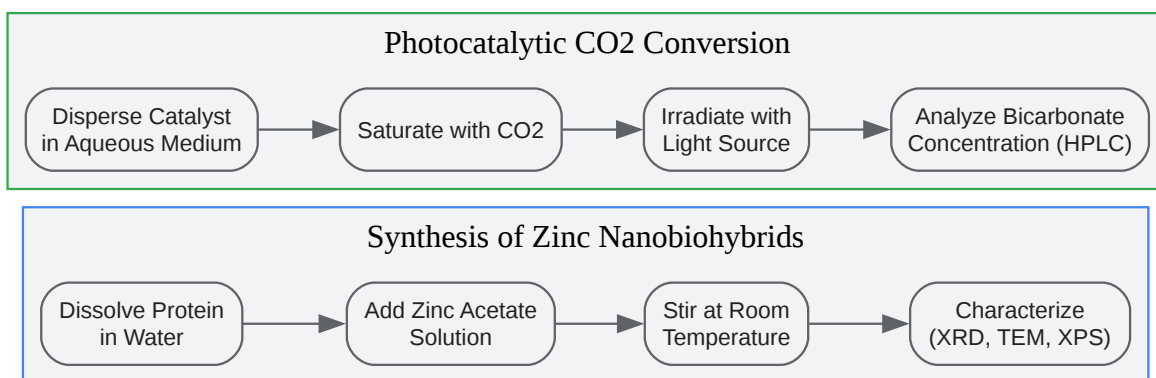 Photocatalytic CO2 Conversion
Disperse Catalyst
in Aqueous Medium
Saturate with CO2
Irradiate with
Light Source
Analyze Bicarbonate
Concentration (HPLC)
Synthesis of Zinc Nanobiohybrids
Dissolve Protein
in Water
Add Zinc Acetate
Solution
Stir at Room
Temperature
Characterize
(XRD, TEM, XPS)